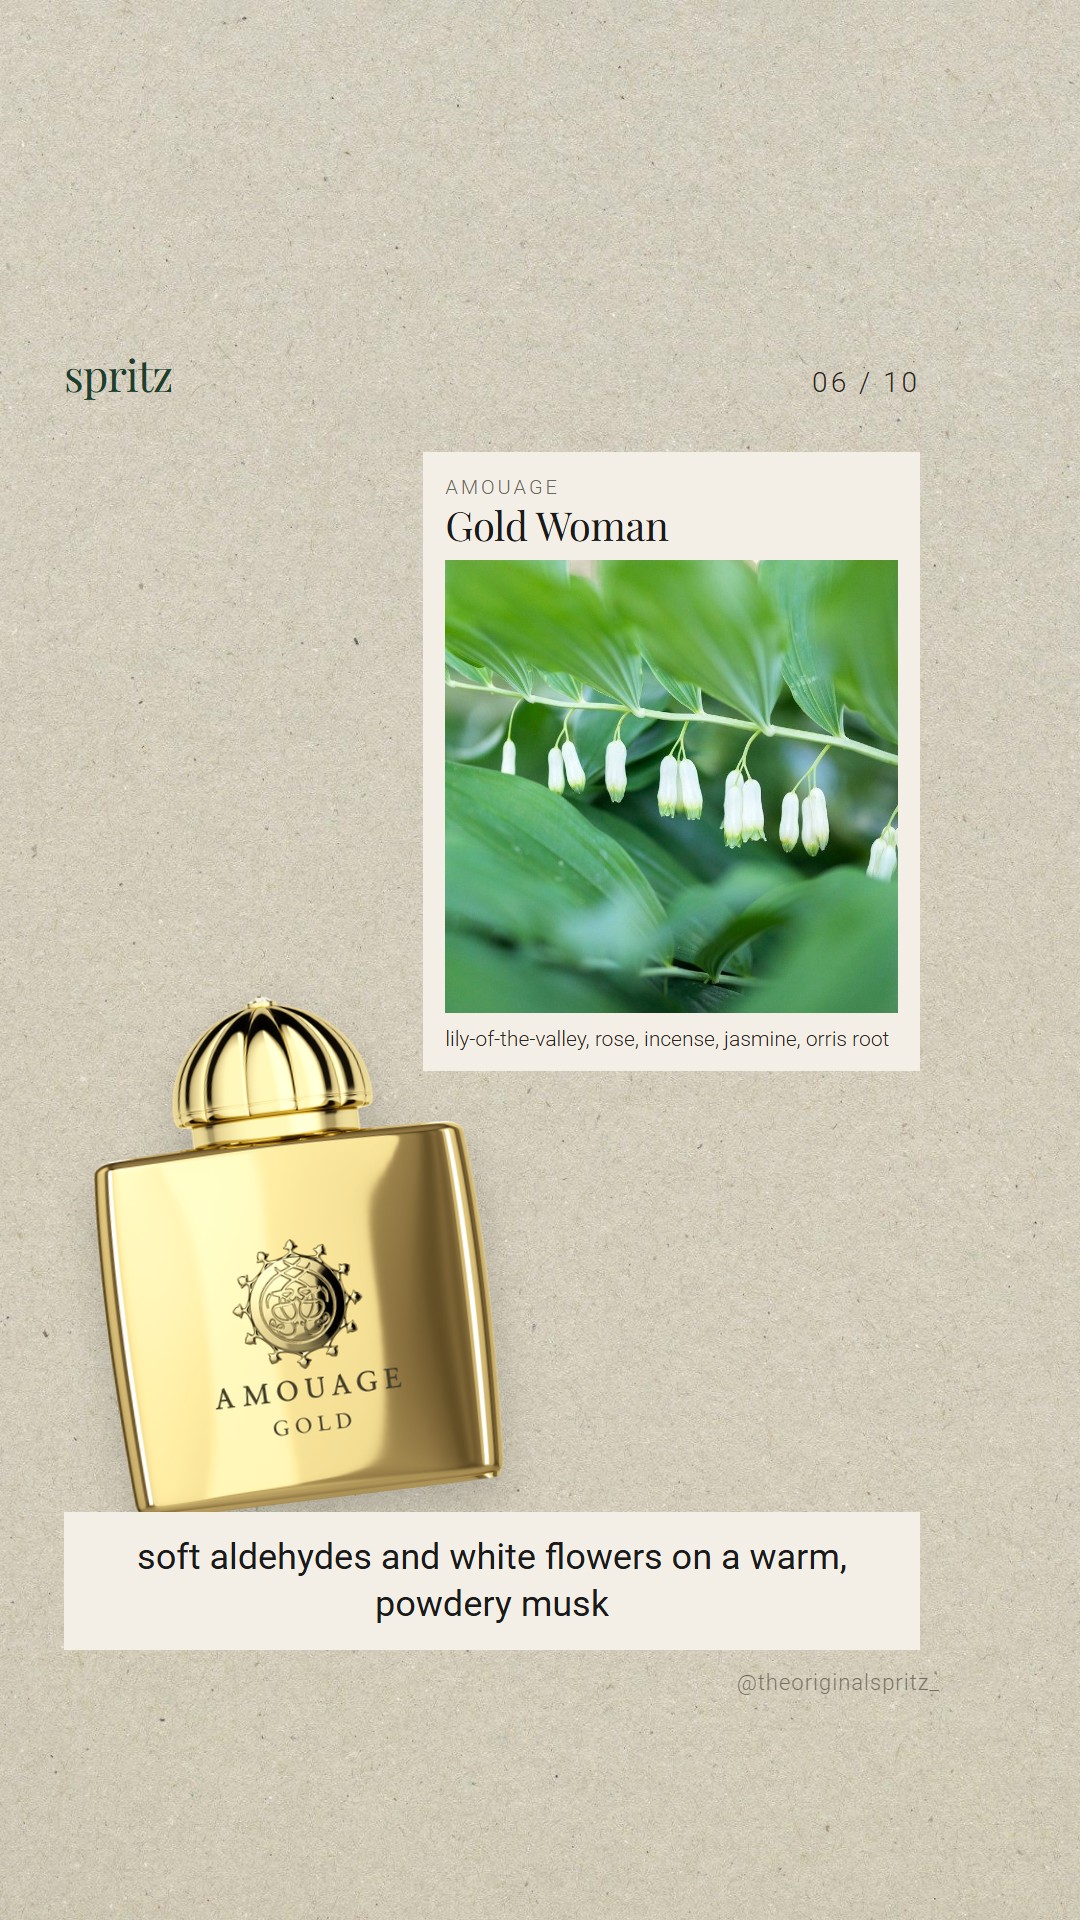 spritz
06 / 10
AMOUAGE
Gold Woman
lily-of-the-valley, rose, incense, jasmine, orris root
AMOUAGE
GOLD
soft aldehydes and white flowers on a warm,
powdery musk
@theoriginalspritz_